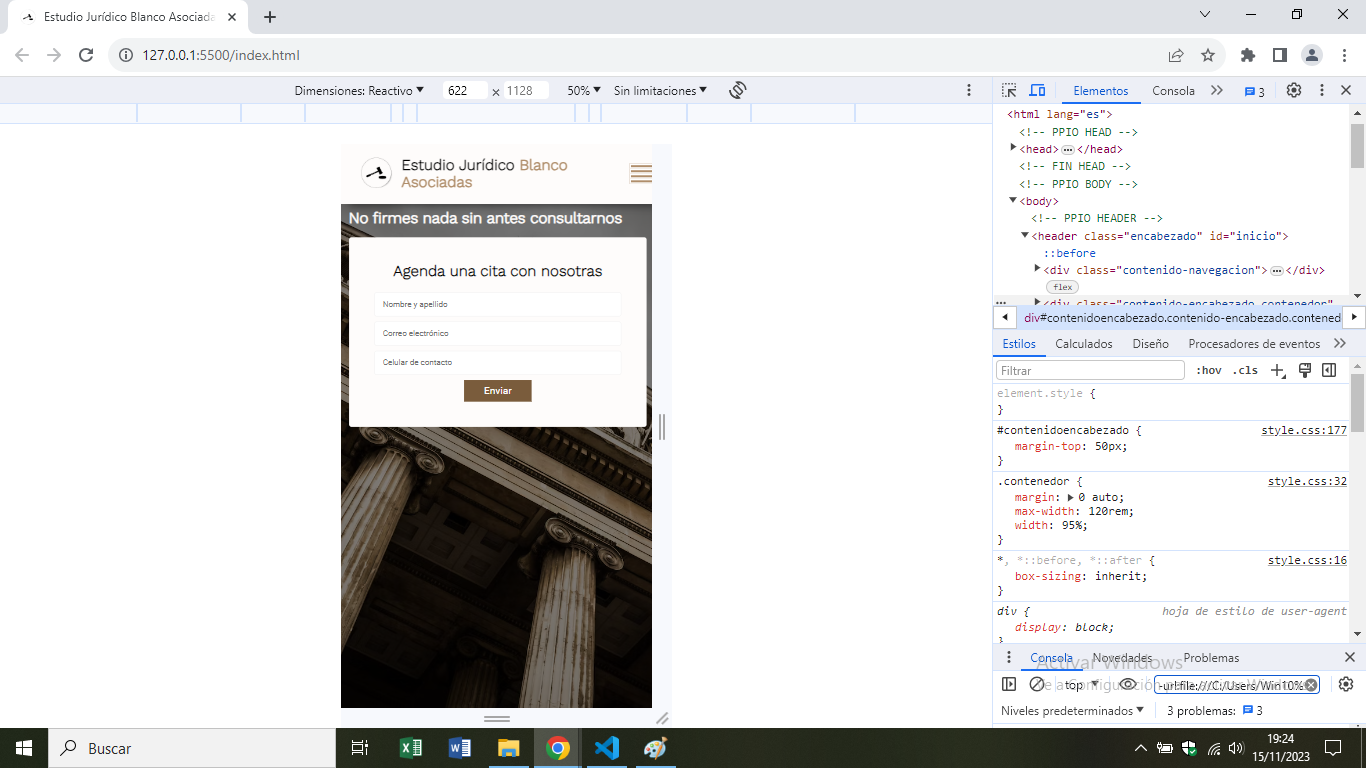 Estudio Jurídico Blanco Asociada
127.0.0.1:5500/index.html
Dimensiones: Reactivo 622 x 1128 50% Sin limitaciones
Elementos Consola 3
<html lang="es">
<!-- PPIO HEAD -->
<head> </head>
<!-- FIN HEAD -->
<!-- PPIO BODY -->
<body>
<!-- PPIO HEADER -->
<header class="encabezado" id="inicio">
::before
<div class="contenido-navegacion"> </div>
flex
<div class="contenido-encabezado contenedor"
div#contenidoencabezado.contenido-encabezado.contened
Estilos Calculados Diseño Procesadores de eventos
Filtrar :hov .cls
element.style {
}
#contenidoencabezado { style.css:177
margin-top: 50px;
}
.contenedor { style.css:32
margin: 0 auto;
max-width: 120rem;
width: 95%;
}
*, *::before, *::after { style.css:16
box-sizing: inherit;
}
div { hoja de estilo de user-agent
display: block;
}
Estudio Jurídico Blanco
Asociadas
No firmes nada sin antes consultarnos
Agenda una cita con nosotras
Nombre y apellido
Correo electrónico
Celular de contacto
Enviar
Consola Novedades Problemas
Activar Windows
top -url:file:///C:/Users/Win10%
Niveles predeterminados 3 problemas: 3
Buscar
19:24
15/11/2023